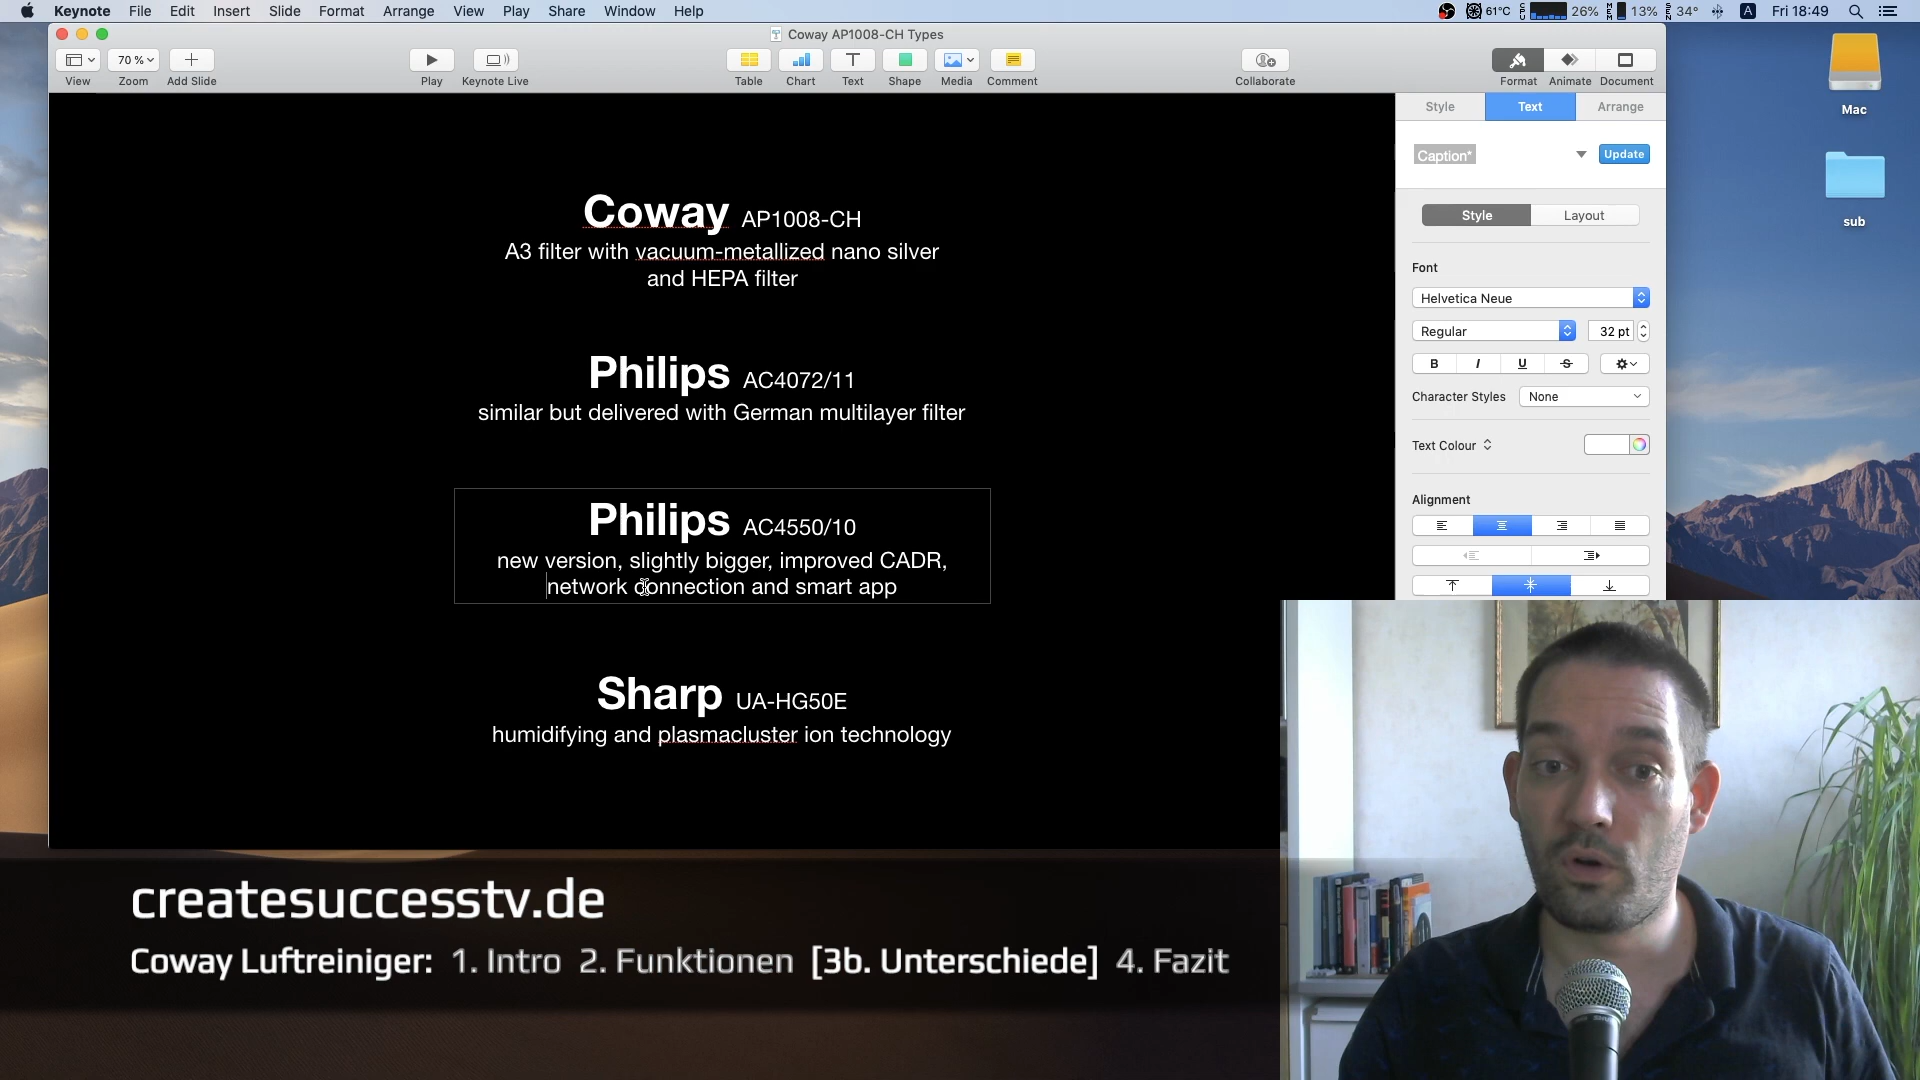 Keynote File Edit Insert Slide Format Arrange View Play Share Window Help
61°C CPU 26% MEM 13% SEN 34° A Fri 18:49
Coway AP1008-CH Types
70 %
View Zoom Add Slide Play Keynote Live Table Chart Text Shape Media Comment Collaborate Format Animate Document
Coway AP1008-CH
A3 filter with vacuum-metallized nano silver
and HEPA filter
Philips AC4072/11
similar but delivered with German multilayer filter
Philips AC4550/10
new version, slightly bigger, improved CADR,
network connection and smart app
Sharp UA-HG50E
humidifying and plasmacluster ion technology
Style Text Arrange
Caption* Update
Style Layout
Font
Helvetica Neue
Regular 32 pt
B I U S
Character Styles None
Text Colour
Alignment
Mac
sub
createsuccesstv.de
Coway Luftreiniger: 1. Intro 2. Funktionen [3b. Unterschiede] 4. Fazit